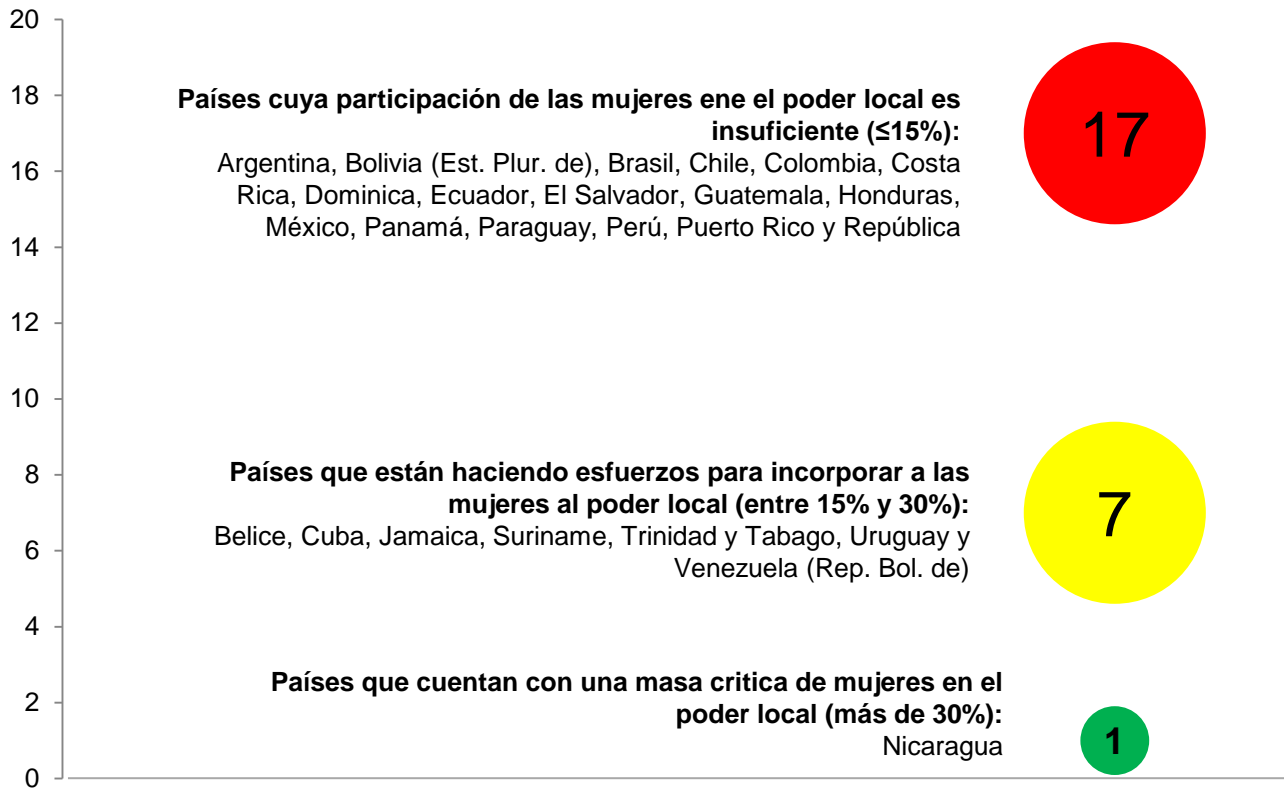 20
18
16
14
12
10
8
6
4
2
0
Países cuya participación de las mujeres ene el poder local es
insuficiente (≤15%):
Argentina, Bolivia (Est. Plur. de), Brasil, Chile, Colombia, Costa
Rica, Dominica, Ecuador, El Salvador, Guatemala, Honduras,
México, Panamá, Paraguay, Perú, Puerto Rico y República
17
Países que están haciendo esfuerzos para incorporar a las
mujeres al poder local (entre 15% y 30%):
Belice, Cuba, Jamaica, Suriname, Trinidad y Tabago, Uruguay y
Venezuela (Rep. Bol. de)
7
Países que cuentan con una masa critica de mujeres en el
poder local (más de 30%):
Nicaragua
1